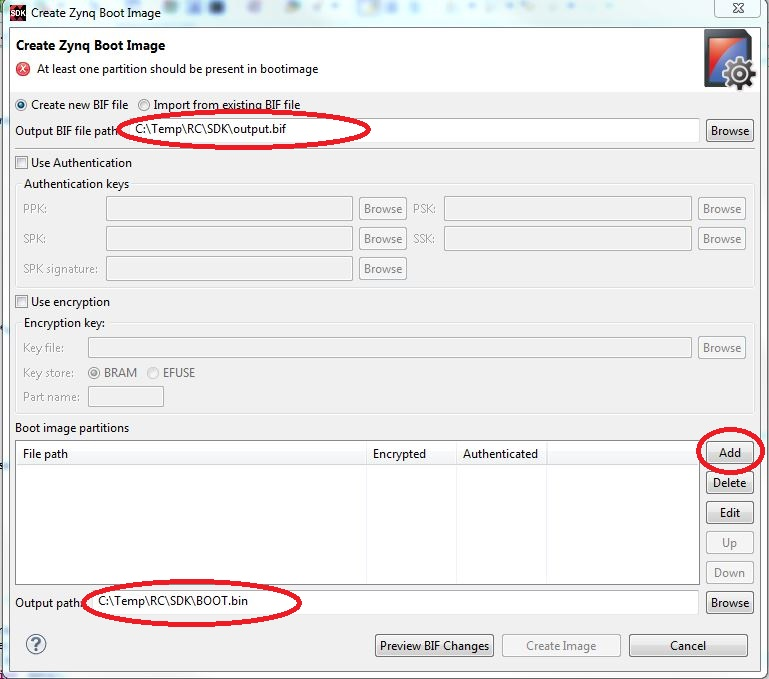 SDK Create Zynq Boot Image
Create Zynq Boot Image
At least one partition should be present in bootimage
Create new BIF file Import from existing BIF file
Output BIF file path: C:\Temp\RC\SDK\output.bif Browse
Use Authentication
Authentication keys
PPK: Browse PSK: Browse
SPK: Browse SSK: Browse
SPK signature: Browse
Use encryption
Encryption key:
Key file: Browse
Key store: BRAM EFUSE
Part name:
Boot image partitions
File path Encrypted Authenticated Add
Delete
Edit
Up
Down
Output path: C:\Temp\RC\SDK\BOOT.bin Browse
? Preview BIF Changes Create Image Cancel